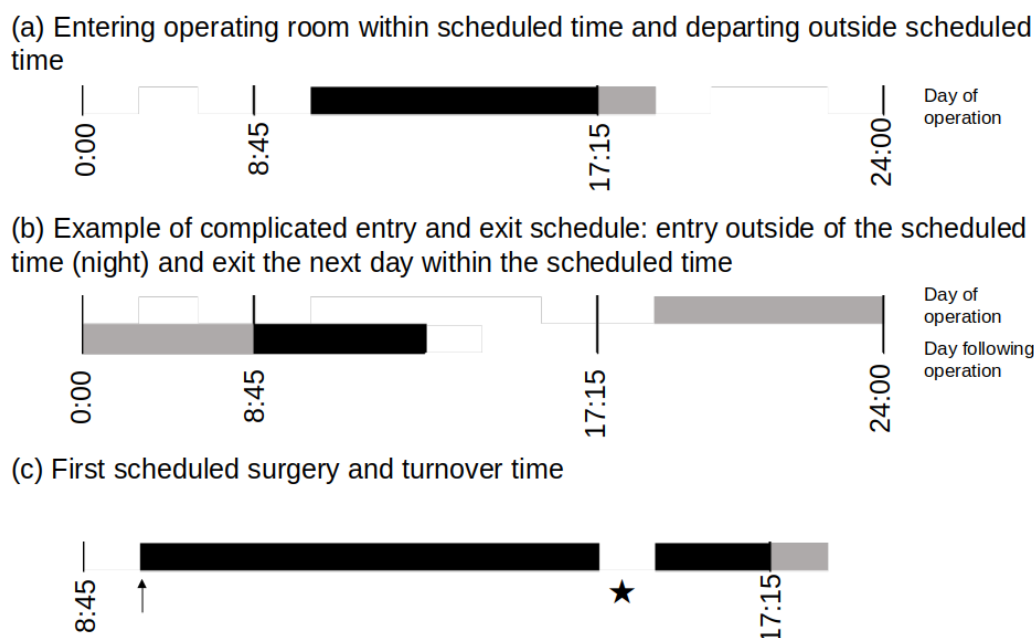 (a) Entering operating room within scheduled time and departing outside scheduled
time
Day of
operation
0:00
8:45
17:15
24:00
(b) Example of complicated entry and exit schedule: entry outside of the scheduled
time (night) and exit the next day within the scheduled time
Day of
operation
Day following
operation
0:00
8:45
17:15
24:00
(c) First scheduled surgery and turnover time
8:45
17:15